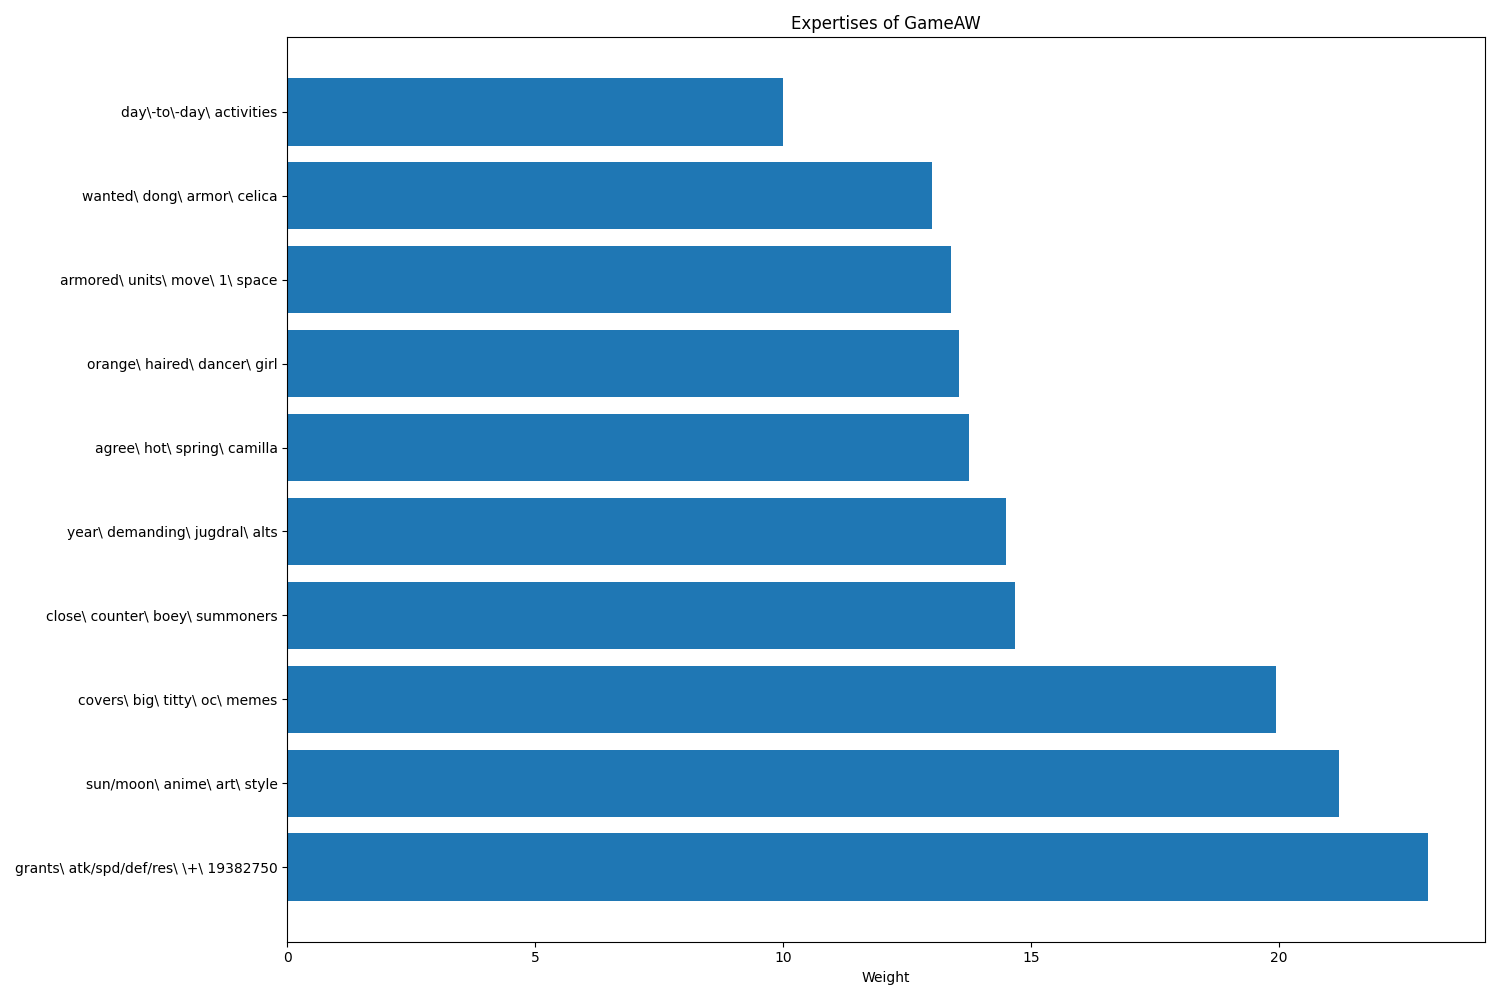 Expertises of GameAW
day\-to\-day\ activities
wanted\ dong\ armor\ celica
armored\ units\ move\ 1\ space
orange\ haired\ dancer\ girl
agree\ hot\ spring\ camilla
year\ demanding\ jugdral\ alts
close\ counter\ boey\ summoners
covers\ big\ titty\ oc\ memes
sun/moon\ anime\ art\ style
grants\ atk/spd/def/res\ \+\ 19382750
0 5 10 15 20
Weight